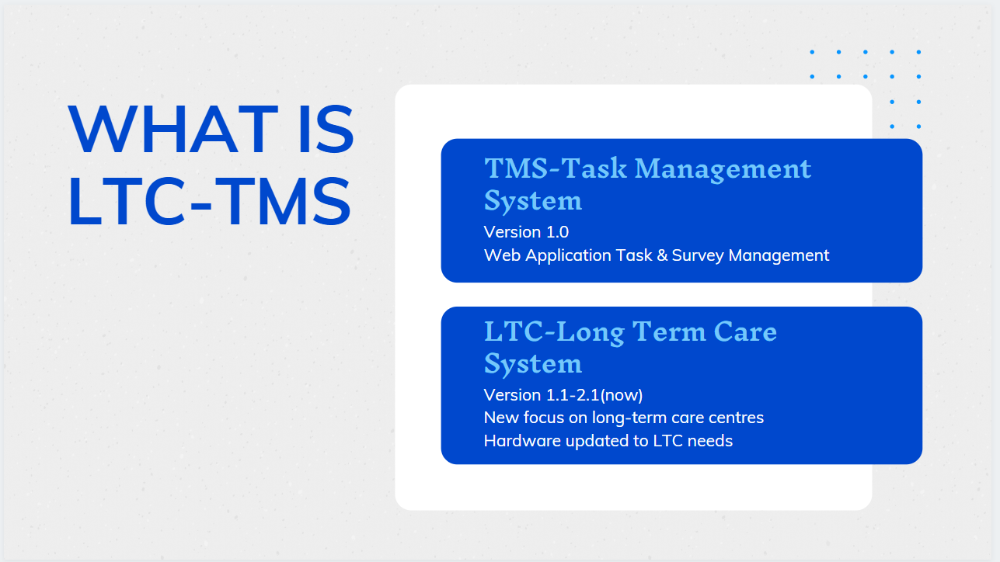 WHAT IS
LTC-TMS
TMS-Task Management
System
Version 1.0
Web Application Task & Survey Management
LTC-Long Term Care
System
Version 1.1-2.1(now)
New focus on long-term care centres
Hardware updated to LTC needs